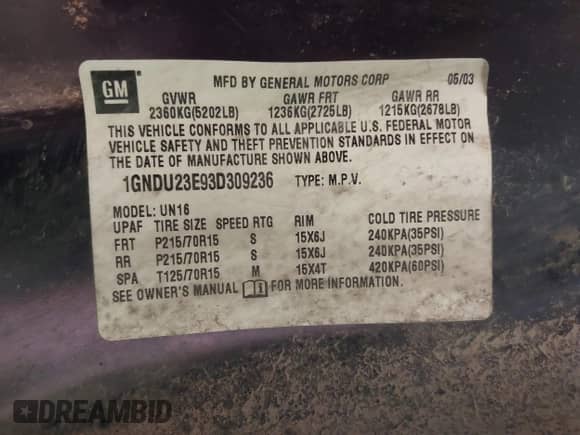 GM
MFD BY GENERAL MOTORS CORP 05/03
GVWR GAWR FRT GAWR RR
2360KG(5202LB) 1236KG(2725LB) 1215KG(2678LB)
THIS VEHICLE CONFORMS TO ALL APPLICABLE U.S. FEDERAL MOTOR
VEHICLE SAFETY AND THEFT PREVENTION STANDARDS IN EFFECT ON
THE DATE OF MANUFACTURE SHOWN ABOVE.
1GNDU23E93D309236 TYPE: M.P.V.
MODEL: UN16
UPAF TIRE SIZE SPEED RTG RIM COLD TIRE PRESSURE
FRT P215/70R15 S 15X6J 240KPA(35PSI)
RR P215/70R15 S 15X6J 240KPA(35PSI)
SPA T125/70R15 M 15X4T 420KPA(60PSI)
SEE OWNER'S MANUAL FOR MORE INFORMATION.
DREAMBID